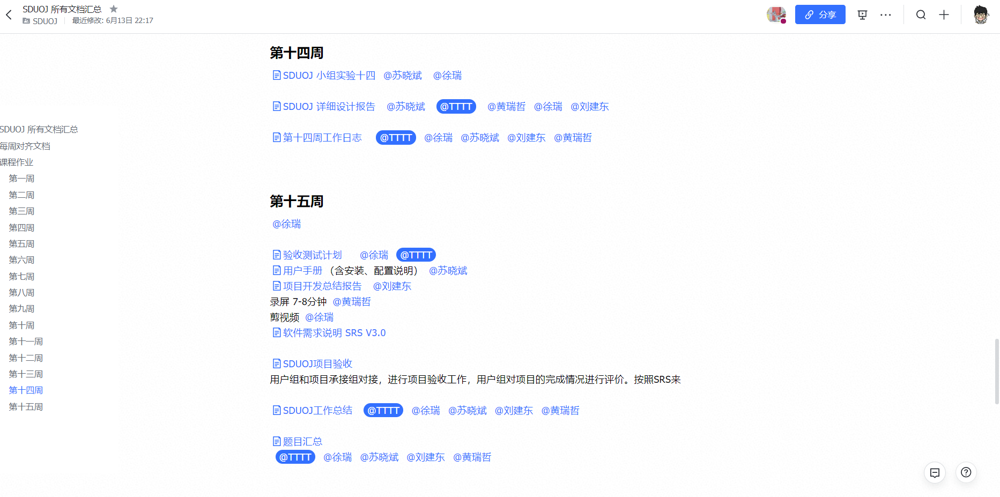 SDUOJ 所有文档汇总
SDUOJ 最近修改: 6月13日 22:17
分享
SDUOJ 所有文档汇总
每周对齐文档
课程作业
第一周
第二周
第三周
第四周
第五周
第六周
第七周
第八周
第九周
第十周
第十一周
第十二周
第十三周
第十四周
第十五周
第十四周
SDUOJ 小组实验十四 @苏晓斌 @徐瑞
SDUOJ 详细设计报告 @苏晓斌 @TTTT @黄瑞哲 @徐瑞 @刘建东
第十四周工作日志 @TTTT @徐瑞 @苏晓斌 @刘建东 @黄瑞哲
第十五周
@徐瑞
验收测试计划 @徐瑞 @TTTT
用户手册 （含安装、配置说明） @苏晓斌
项目开发总结报告 @刘建东
录屏 7-8分钟 @黄瑞哲
剪视频 @徐瑞
软件需求说明 SRS V3.0
SDUOJ项目验收
用户组和项目承接组对接，进行项目验收工作，用户组对项目的完成情况进行评价。按照SRS来
SDUOJ工作总结 @TTTT @徐瑞 @苏晓斌 @刘建东 @黄瑞哲
题目汇总
@TTTT @徐瑞 @苏晓斌 @刘建东 @黄瑞哲